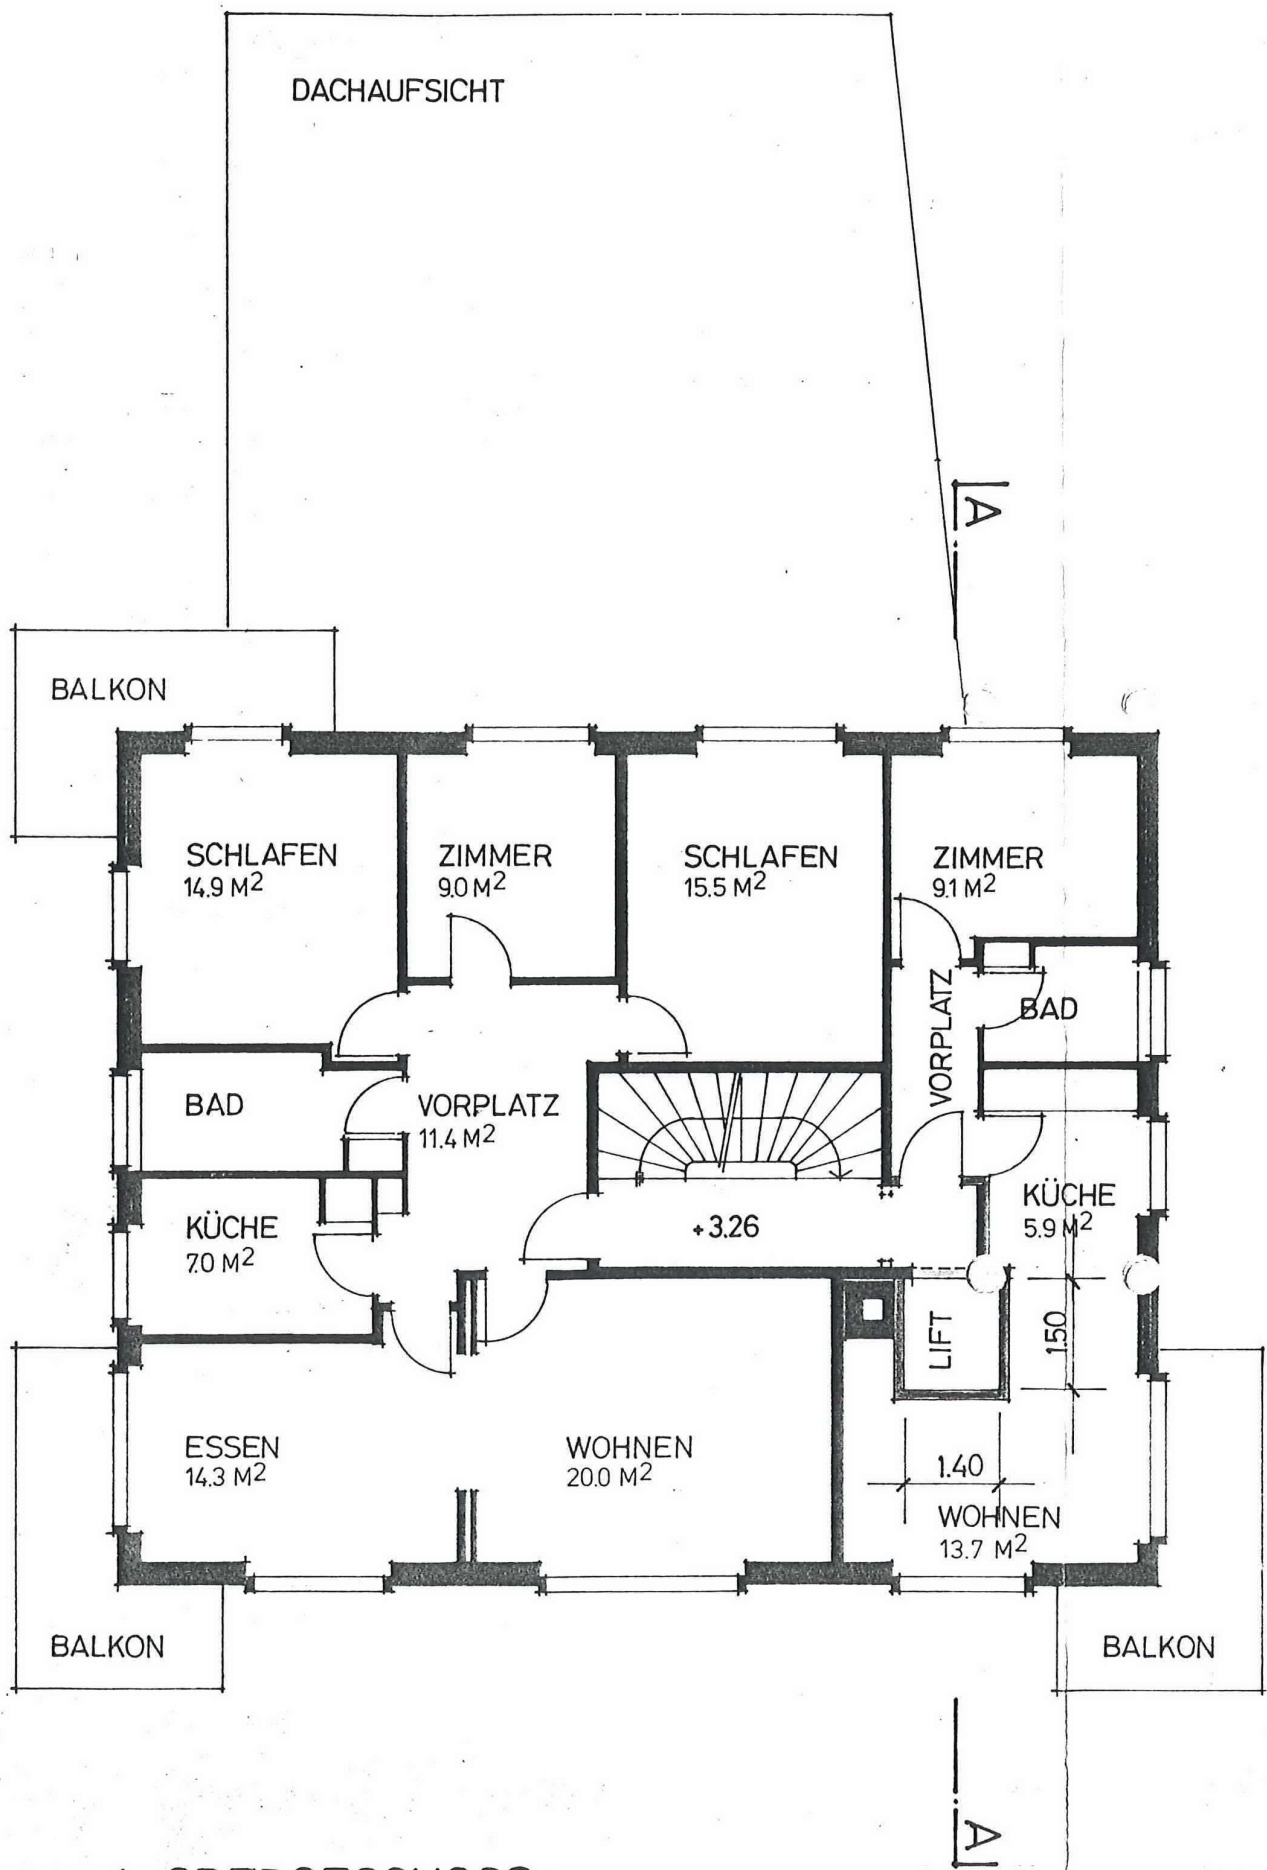 DACHAUFSICHT
A
BALKON
SCHLAFEN
14.9 M²
ZIMMER
9.0 M²
SCHLAFEN
15.5 M²
ZIMMER
9.1 M²
VORPLATZ
BAD
BAD
VORPLATZ
11.4 M²
KÜCHE
7.0 M²
+3.26
KÜCHE
5.9 M²
LIFT
1.50
ESSEN
14.3 M²
WOHNEN
20.0 M²
1.40
WOHNEN
13.7 M²
BALKON
BALKON
A